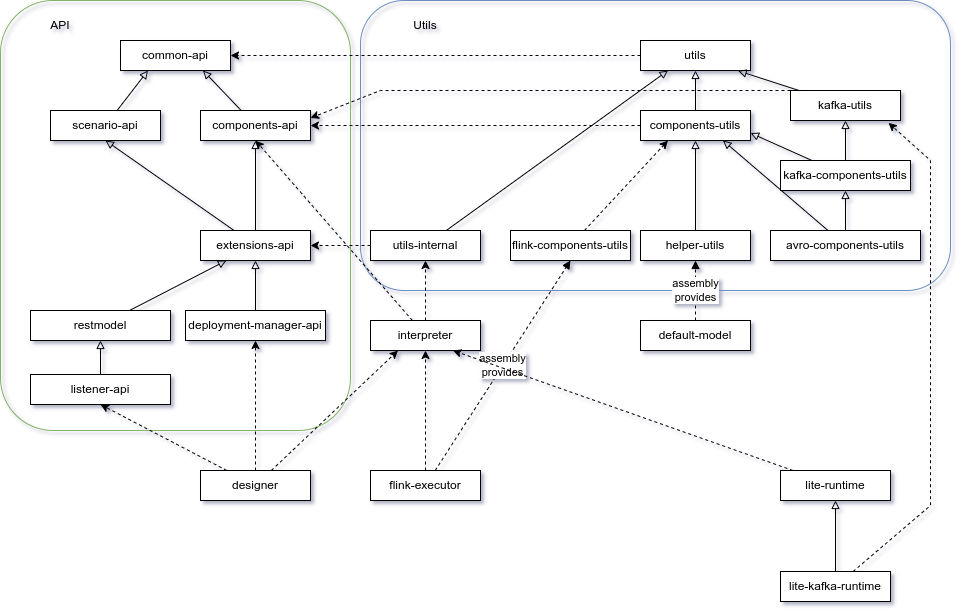 API
Utils
common-api
utils
kafka-utils
scenario-api
components-api
components-utils
kafka-components-utils
extensions-api
utils-internal
flink-components-utils
helper-utils
avro-components-utils
assembly
provides
restmodel
deployment-manager-api
interpreter
default-model
assembly
provides
listener-api
designer
flink-executor
lite-runtime
lite-kafka-runtime